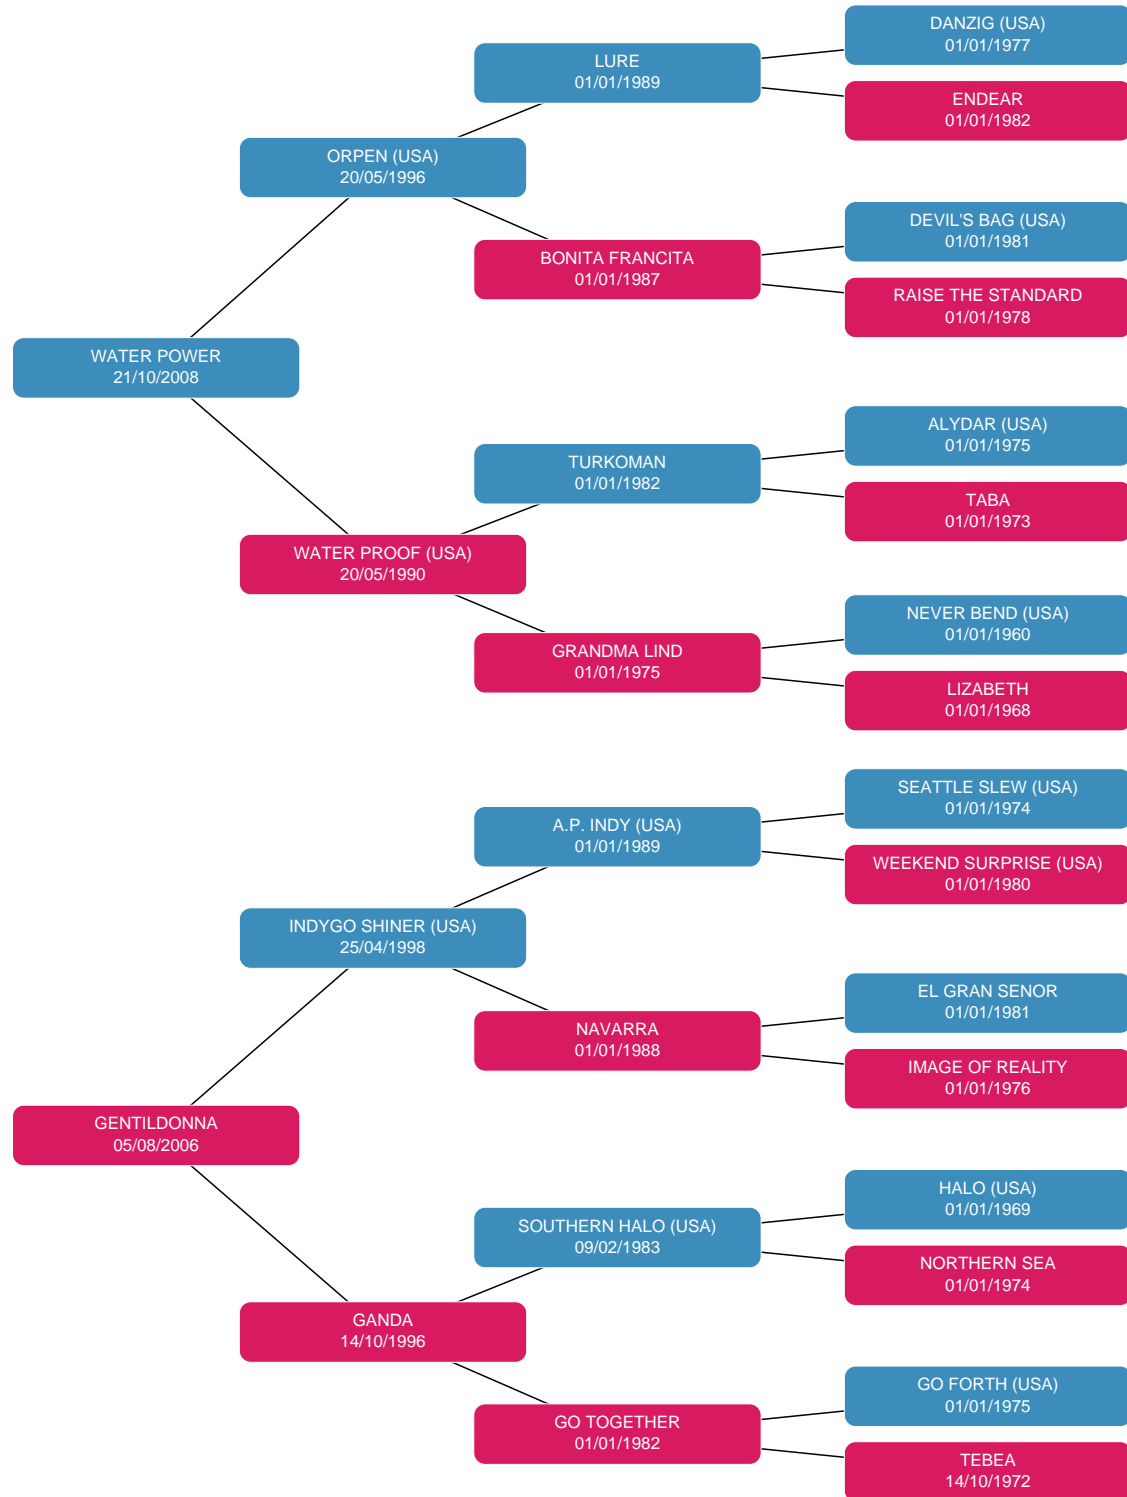 DANZIG (USA)
01/01/1977
LURE
01/01/1989
ENDEAR
01/01/1982
ORPEN (USA)
20/05/1996
DEVIL'S BAG (USA)
01/01/1981
BONITA FRANCITA
01/01/1987
RAISE THE STANDARD
01/01/1978
WATER POWER
21/10/2008
ALYDAR (USA)
01/01/1975
TURKOMAN
01/01/1982
TABA
01/01/1973
WATER PROOF (USA)
20/05/1990
NEVER BEND (USA)
01/01/1960
GRANDMA LIND
01/01/1975
LIZABETH
01/01/1968
SEATTLE SLEW (USA)
01/01/1974
A.P. INDY (USA)
01/01/1989
WEEKEND SURPRISE (USA)
01/01/1980
INDYGO SHINER (USA)
25/04/1998
EL GRAN SENOR
01/01/1981
NAVARRA
01/01/1988
IMAGE OF REALITY
01/01/1976
GENTILDONNA
05/08/2006
HALO (USA)
01/01/1969
SOUTHERN HALO (USA)
09/02/1983
NORTHERN SEA
01/01/1974
GANDA
14/10/1996
GO FORTH (USA)
01/01/1975
GO TOGETHER
01/01/1982
TEBEA
14/10/1972